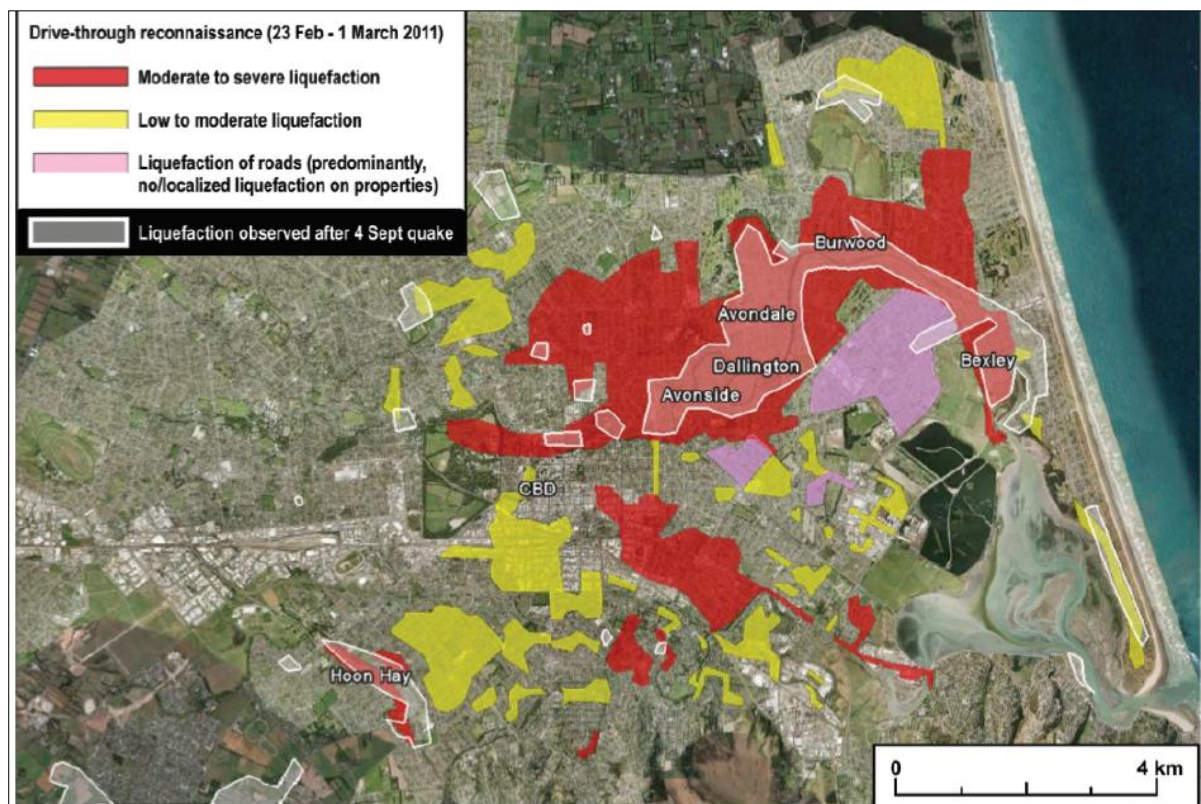 Drive-through reconnaissance (23 Feb - 1 March 2011)
Moderate to severe liquefaction
Low to moderate liquefaction
Liquefaction of roads (predominantly,
no/localized liquefaction on properties)
Liquefaction observed after 4 Sept quake
Burwood
Avondale
Dallington
Bexley
Avonside
CBD
Hoon Hay
0 4 km